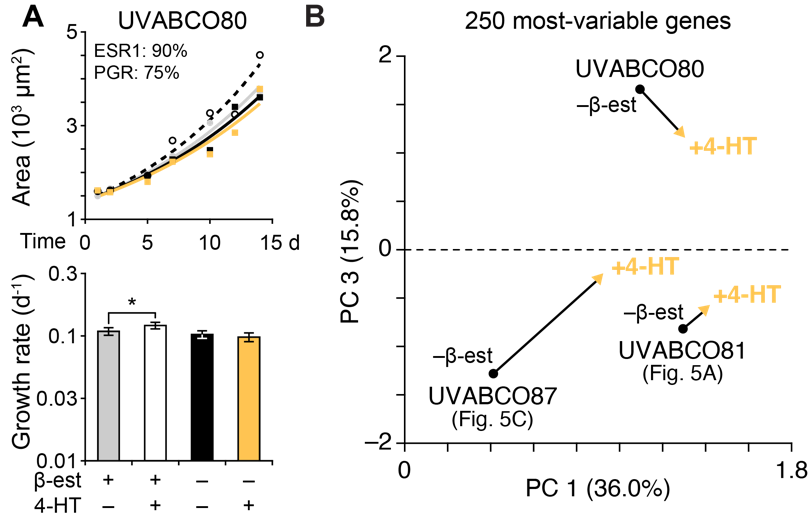 A
UVABCO80
ESR1: 90%
PGR: 75%
Area (10³ μm²)
5
3
1
Time 0 5 10 15 d
Growth rate (d⁻¹)
0.3
0.1
0.03
0.01
*
β-est + + – –
4-HT – + – +
B
250 most-variable genes
PC 3 (15.8%)
2
0
–2
UVABCO80
–β-est
+4-HT
+4-HT
+4-HT
–β-est
UVABCO81
(Fig. 5A)
–β-est
UVABCO87
(Fig. 5C)
0 1.8
PC 1 (36.0%)